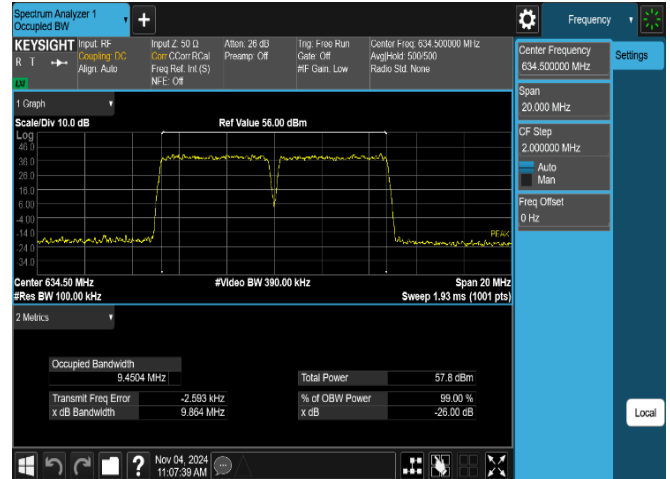 Spectrum Analyzer 1
Occupied BW
+
Frequency
KEYSIGHT
R T
LXI
Input: RF
Coupling: DC
Align: Auto
Input Z: 50 Ω
Corr CCorr RCal
Freq Ref: Int (S)
NFE: Off
Atten: 26 dB
Preamp: Off
Trig: Free Run
Gate: Off
#IF Gain: Low
Center Freq: 634.500000 MHz
Avg|Hold: 500/500
Radio Std: None
Center Frequency
634.500000 MHz
Settings
Span
20.000 MHz
CF Step
2.000000 MHz
Auto
Man
Freq Offset
0 Hz
1 Graph
Scale/Div 10.0 dB
Ref Value 56.00 dBm
Log
46.0
36.0
26.0
16.0
6.00
-4.00
-14.0
-24.0
-34.0
PEAK
Center 634.50 MHz
#Video BW 390.00 kHz
Span 20 MHz
#Res BW 100.00 kHz
Sweep 1.93 ms (1001 pts)
2 Metrics
Occupied Bandwidth
9.4504 MHz
Total Power
57.8 dBm
Transmit Freq Error
-2.593 kHz
% of OBW Power
99.00 %
x dB Bandwidth
9.864 MHz
x dB
-26.00 dB
Local
?
Nov 04, 2024
11:07:39 AM